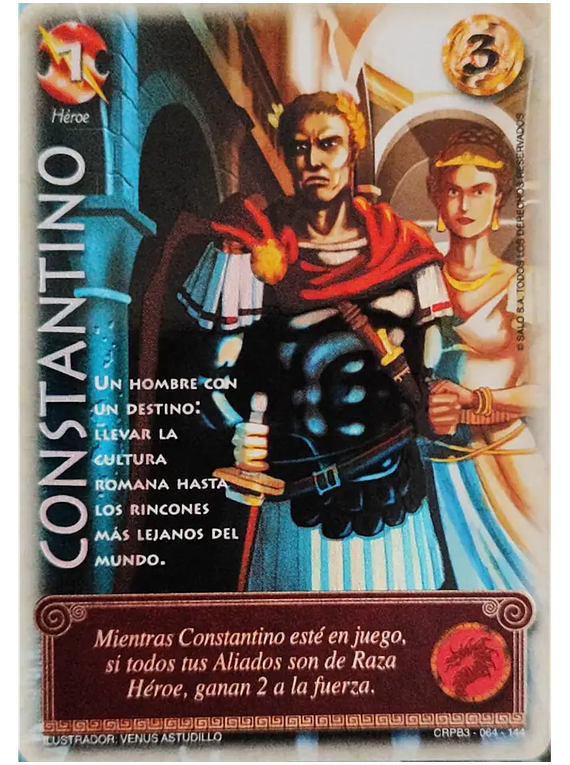 1
3
Héroe
CONSTANTINO
© SALO S.A. TODOS LOS DERECHOS RESERVADOS
UN HOMBRE CON
UN DESTINO:
LLEVAR LA
CULTURA
ROMANA HASTA
LOS RINCONES
MÁS LEJANOS DEL
MUNDO.
Mientras Constantino esté en juego,
si todos tus Aliados son de Raza
Héroe, ganan 2 a la fuerza.
ILUSTRADOR: VENUS ASTUDILLO
CRPB3 - 064 - 144